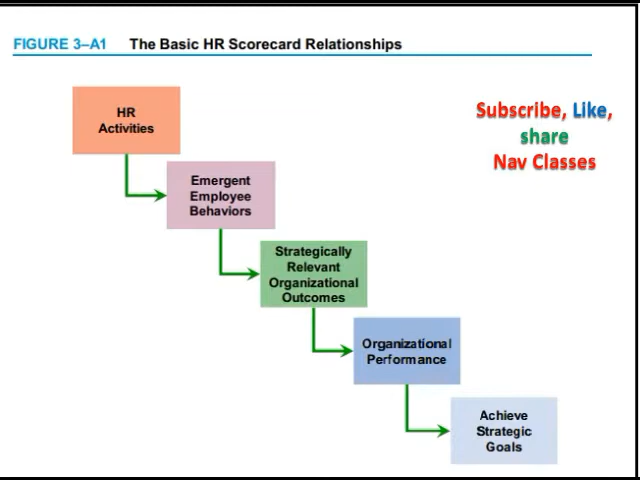 FIGURE 3–A1 The Basic HR Scorecard Relationships
HR
Activities
Subscribe, Like,
share
Nav Classes
Emergent
Employee
Behaviors
Strategically
Relevant
Organizational
Outcomes
Organizational
Performance
Achieve
Strategic
Goals